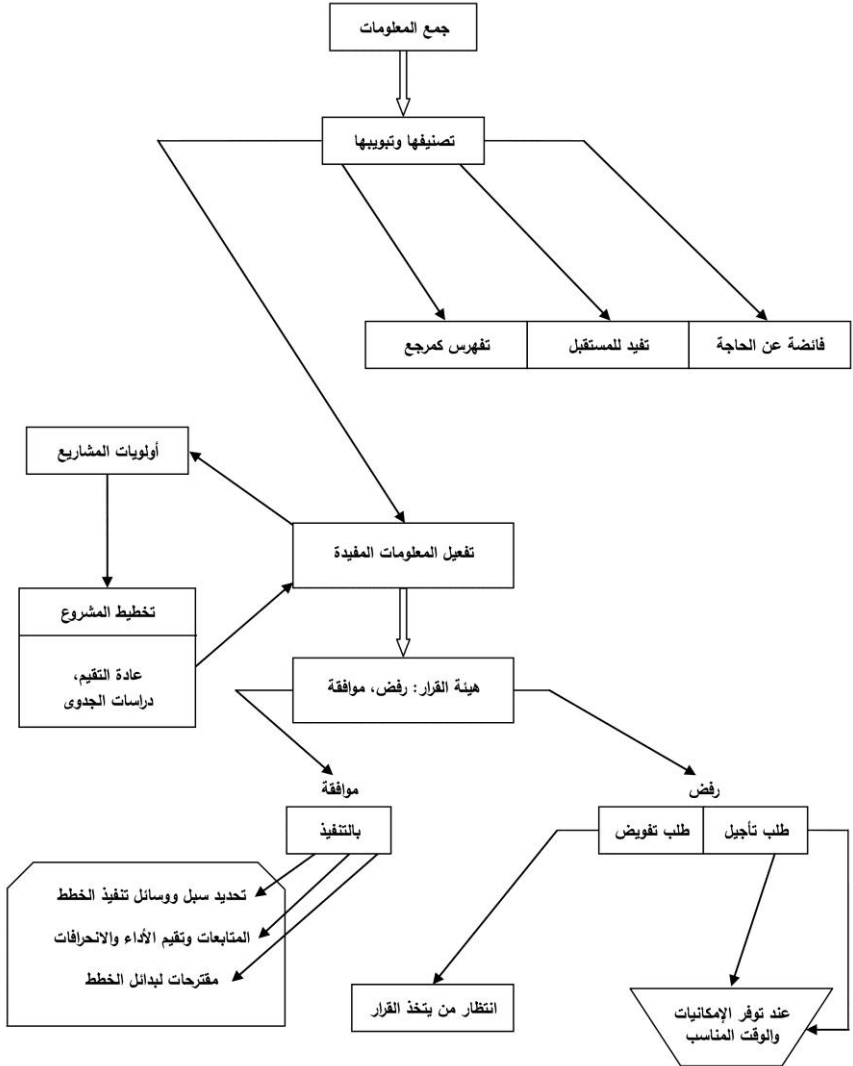 جمع المعلومات
تصنيفها وتبويبها
فائضة عن الحاجة
تفيد للمستقبل
تفهرس كمرجع
أولويات المشاريع
تفعيل المعلومات المفيدة
تخطيط المشروع
عادة التقيم،
دراسات الجدوى
هيئة القرار: رفض، موافقة
رفض
موافقة
طلب تأجيل
طلب تفويض
بالتنفيذ
تحديد سبل ووسائل تنفيذ الخطط
المتابعات وتقيم الأداء والانحرافات
مقترحات لبدائل الخطط
انتظار من يتخذ القرار
عند توفر الإمكانيات
والوقت المناسب